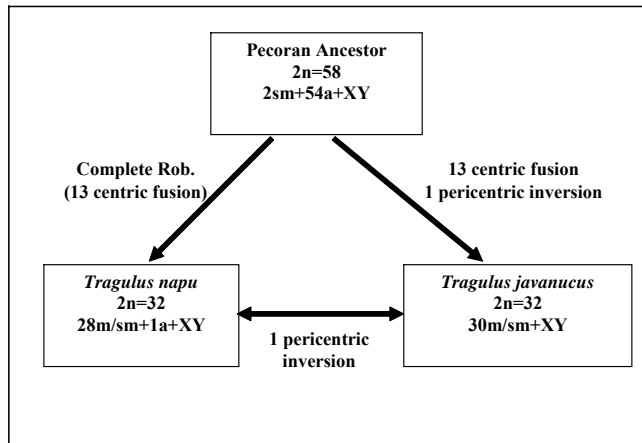 Pecoran Ancestor
2n=58
2sm+54a+XY
Complete Rob.
(13 centric fusion)
13 centric fusion
1 pericentric inversion
Tragulus napu
2n=32
28m/sm+1a+XY
1 pericentric
inversion
Tragulus javanucus
2n=32
30m/sm+XY